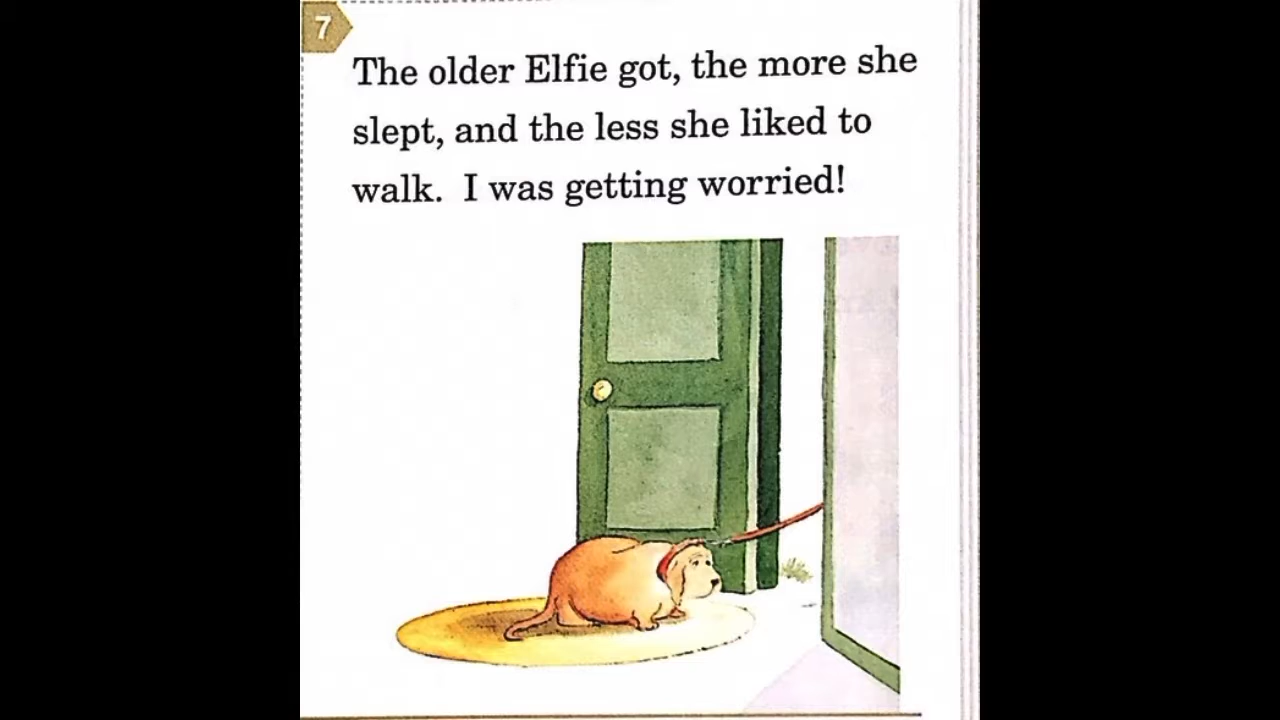 7
The older Elfie got, the more she
slept, and the less she liked to
walk.  I was getting worried!